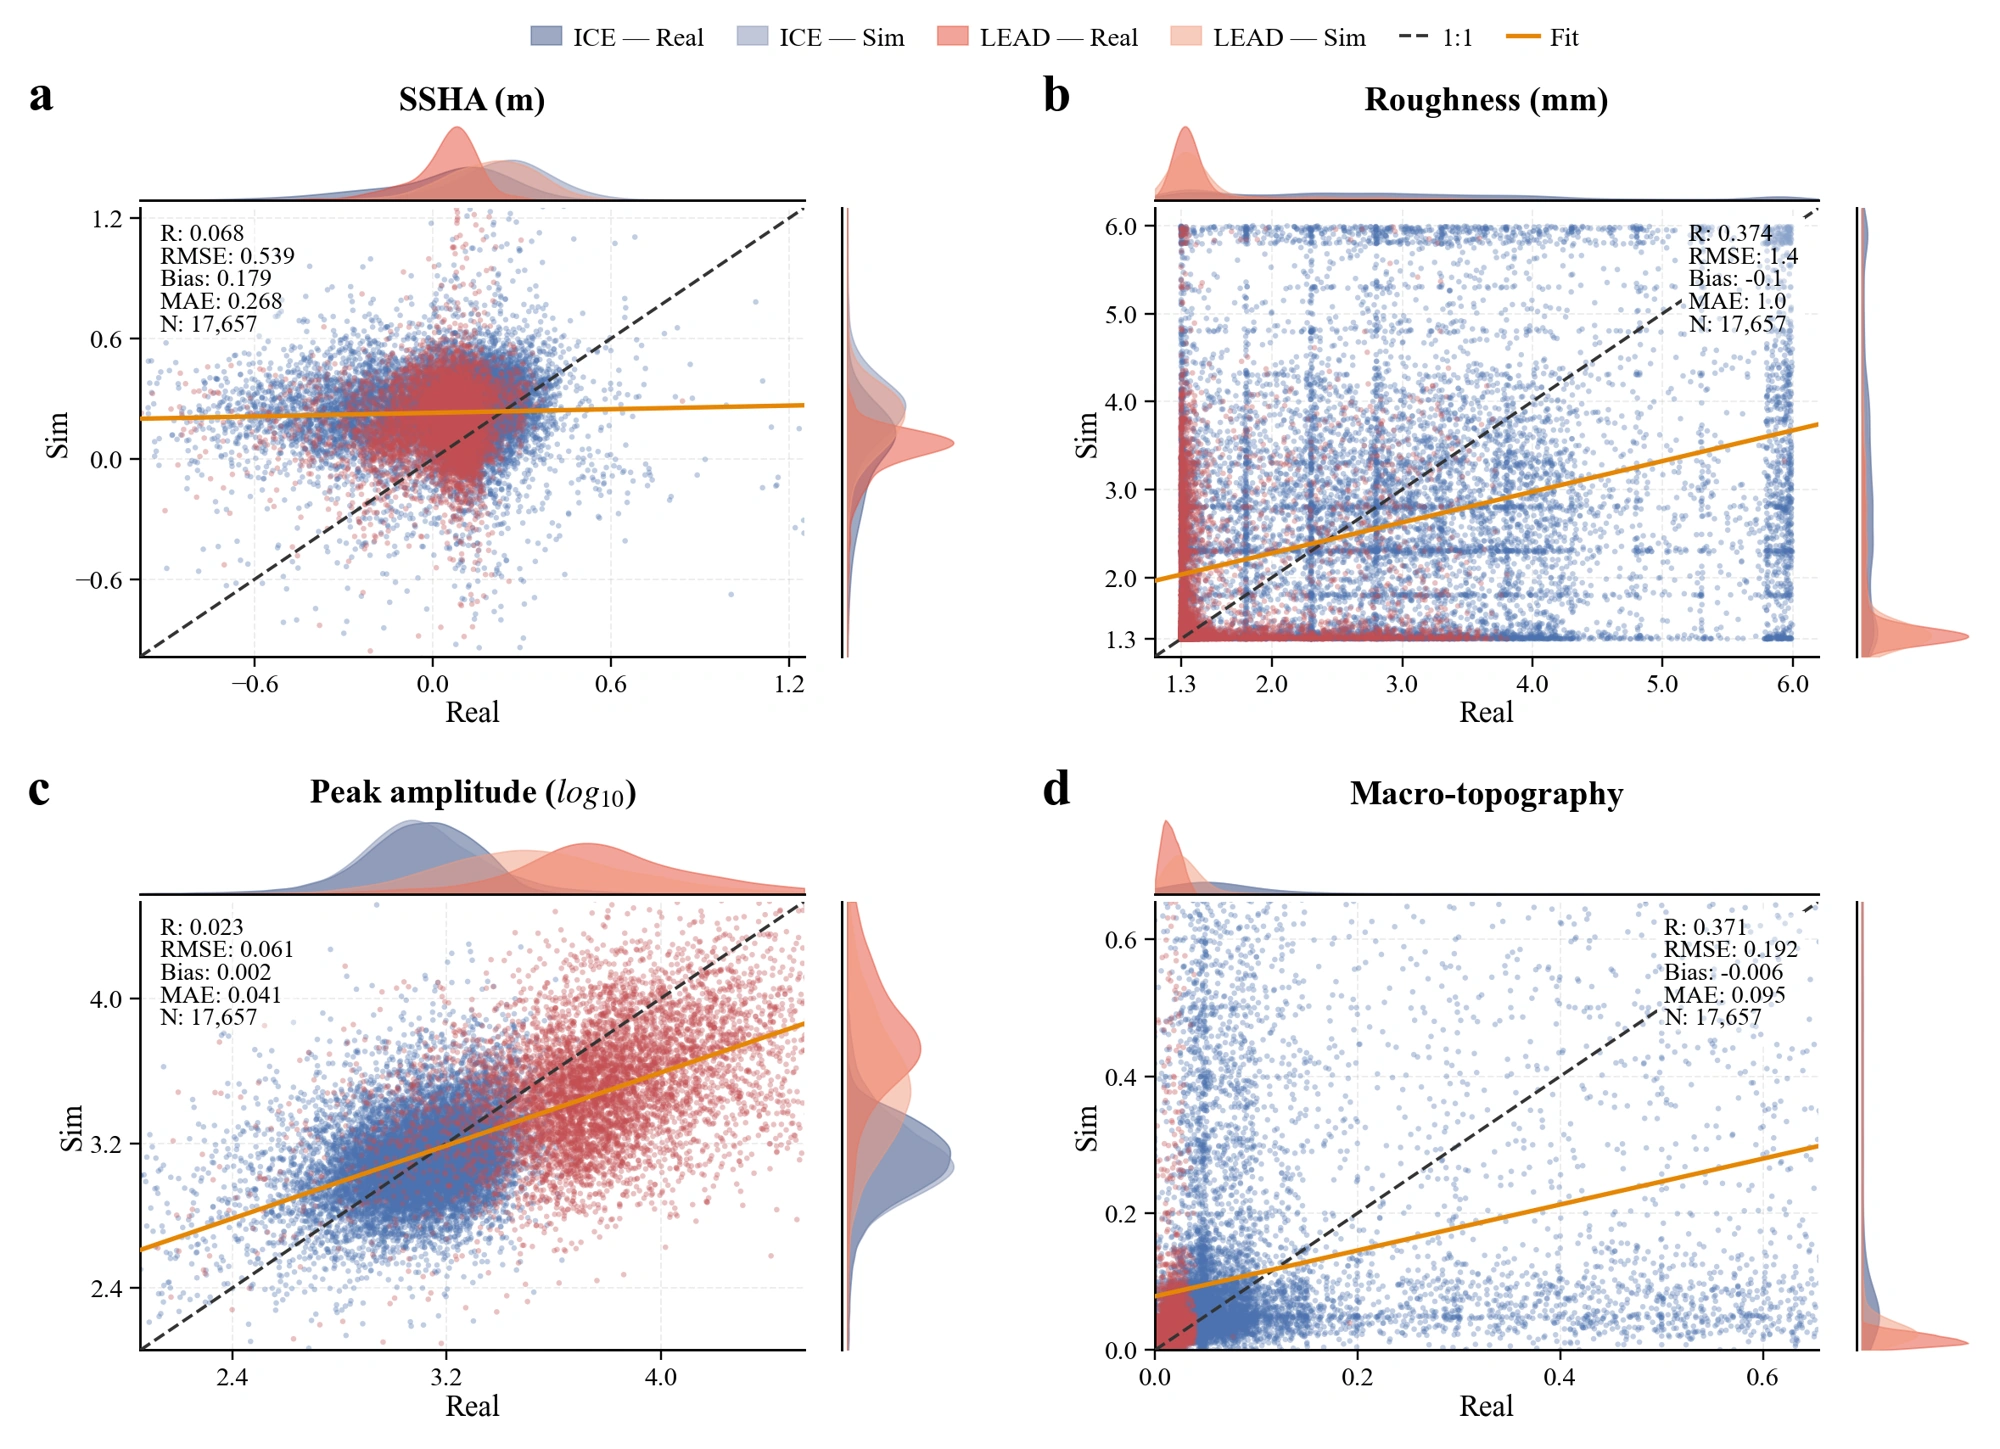 ICE — Real ICE — Sim LEAD — Real LEAD — Sim 1:1 Fit
a
SSHA (m)
R: 0.068
RMSE: 0.539
Bias: 0.179
MAE: 0.268
N: 17,657
1.2
0.6
0.0
−0.6
Sim
−0.6 0.0 0.6 1.2
Real
b
Roughness (mm)
R: 0.374
RMSE: 1.4
Bias: -0.1
MAE: 1.0
N: 17,657
6.0
5.0
4.0
3.0
2.0
1.3
Sim
1.3 2.0 3.0 4.0 5.0 6.0
Real
c
Peak amplitude (log₁₀)
R: 0.023
RMSE: 0.061
Bias: 0.002
MAE: 0.041
N: 17,657
4.0
3.2
2.4
Sim
2.4 3.2 4.0
Real
d
Macro-topography
R: 0.371
RMSE: 0.192
Bias: -0.006
MAE: 0.095
N: 17,657
0.6
0.4
0.2
0.0
Sim
0.0 0.2 0.4 0.6
Real